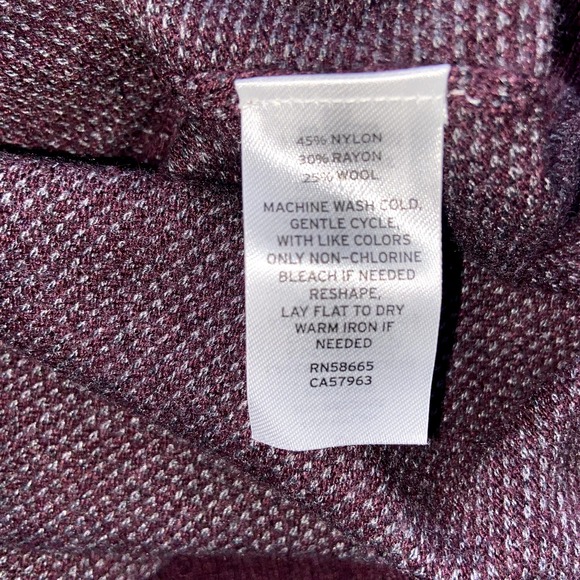 45% NYLON
30% RAYON
25% WOOL
MACHINE WASH COLD,
GENTLE CYCLE,
WITH LIKE COLORS
ONLY NON-CHLORINE
BLEACH IF NEEDED
RESHAPE,
LAY FLAT TO DRY
WARM IRON IF
NEEDED
RN58665
CA57963